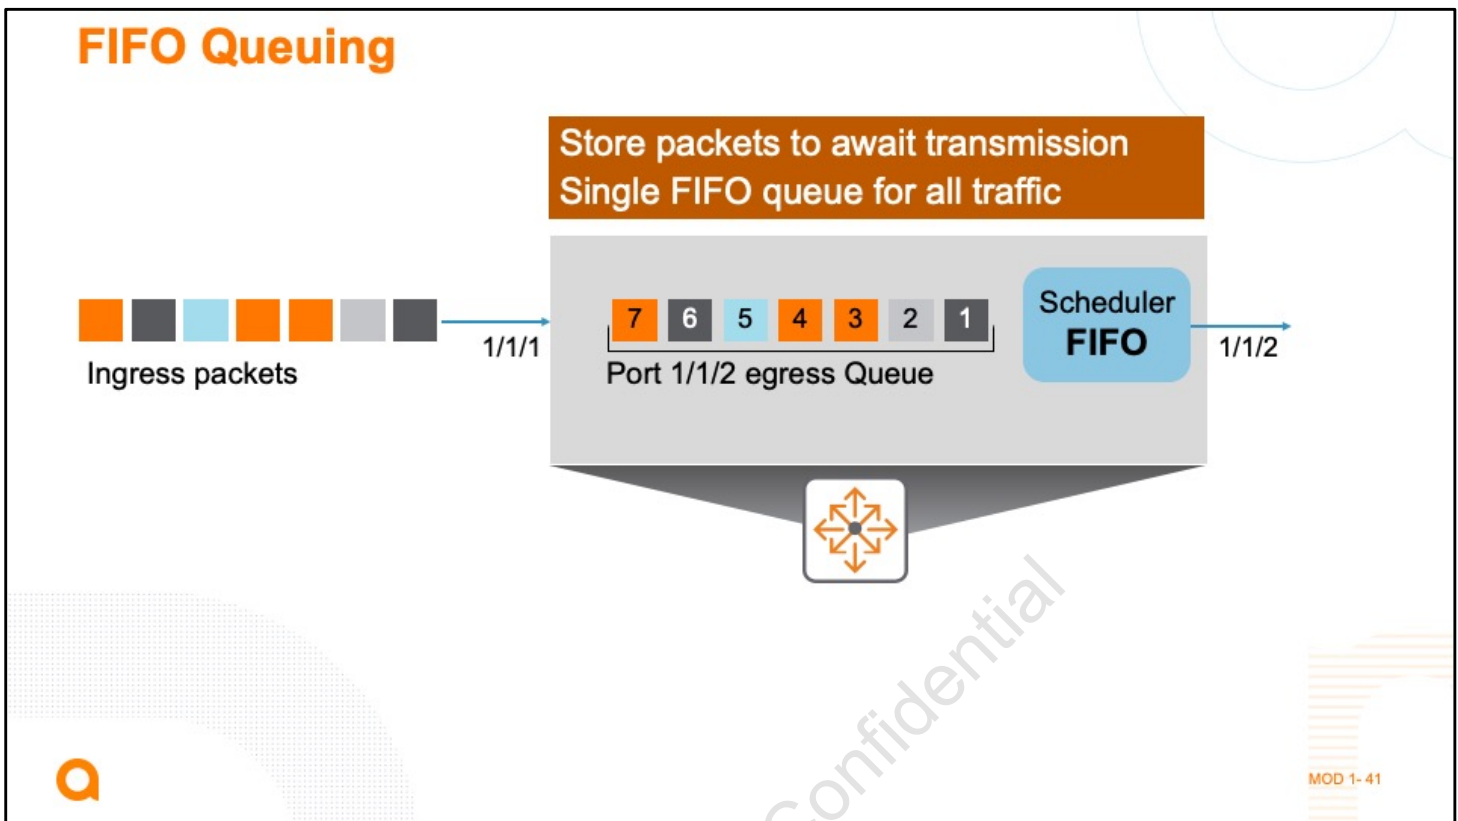 FIFO Queuing
Store packets to await transmission
Single FIFO queue for all traffic
Ingress packets
1/1/1
7 6 5 4 3 2 1
Port 1/1/2 egress Queue
Scheduler
FIFO
1/1/2
Confidential
MOD 1- 41